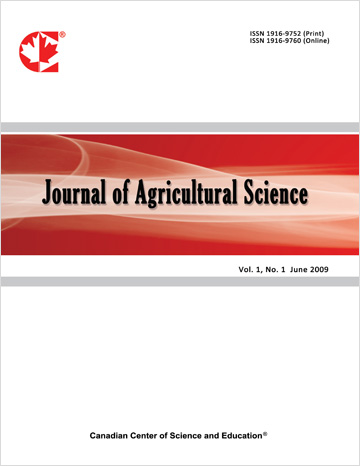 ®
ISSN 1916-9752 (Print)
ISSN 1916-9760 (Online)
Journal of Agricultural Science
Vol. 1, No. 1 June 2009
Canadian Center of Science and Education®